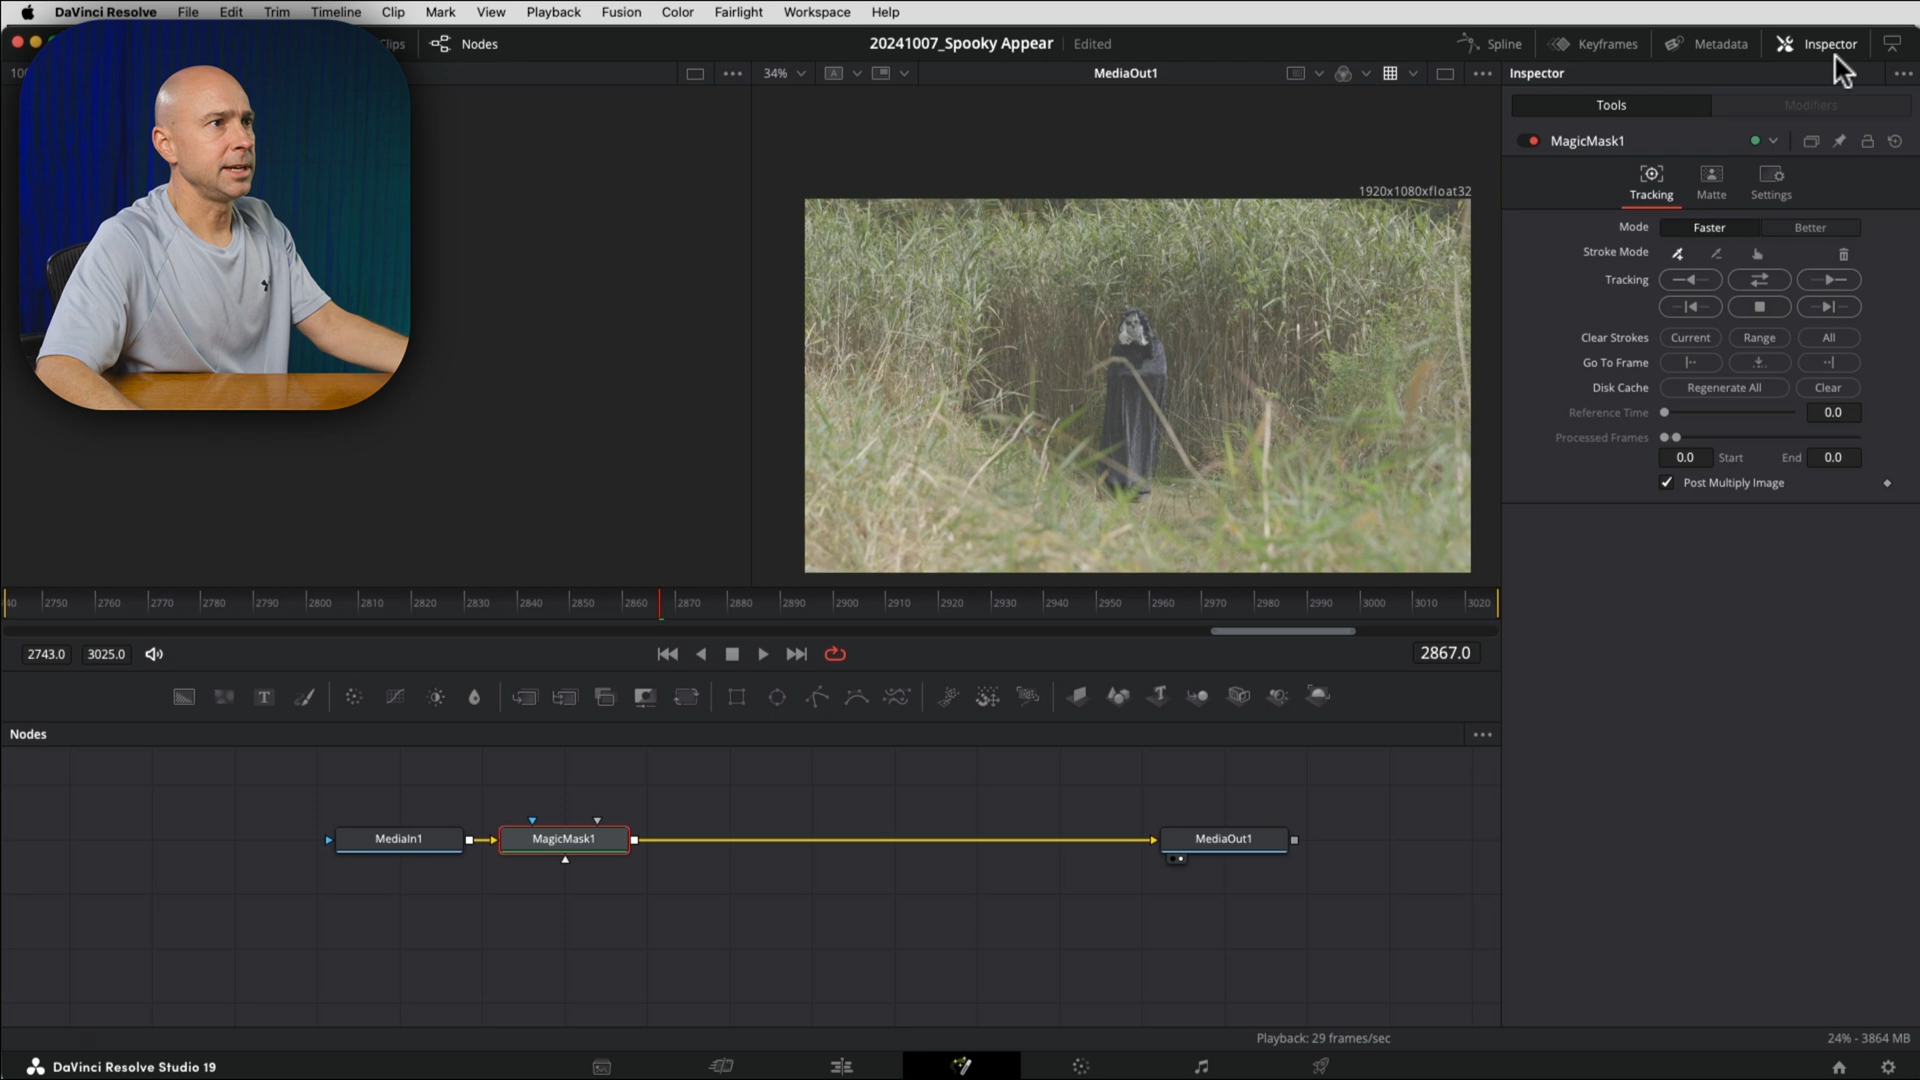 DaVinci Resolve File Edit Trim Timeline Clip Mark View Playback Fusion Color Fairlight Workspace Help
Clips Nodes 20241007_Spooky Appear Edited Spline Keyframes Metadata Inspector
34% A MediaOut1 Inspector
Tools Modifiers
MagicMask1
1920x1080xfloat32
Tracking Matte Settings
Mode Faster Better
Stroke Mode
Tracking
Clear Strokes Current Range All
Go To Frame
Disk Cache Regenerate All Clear
Reference Time 0.0
Processed Frames
0.0 Start End 0.0
Post Multiply Image
40 2750 2760 2770 2780 2790 2800 2810 2820 2830 2840 2850 2860 2870 2880 2890 2900 2910 2920 2930 2940 2950 2960 2970 2980 2990 3000 3010 3020
2743.0 3025.0 2867.0
T T
Nodes
MediaIn1 MagicMask1 MediaOut1
Playback: 29 frames/sec 24% - 3864 MB
DaVinci Resolve Studio 19